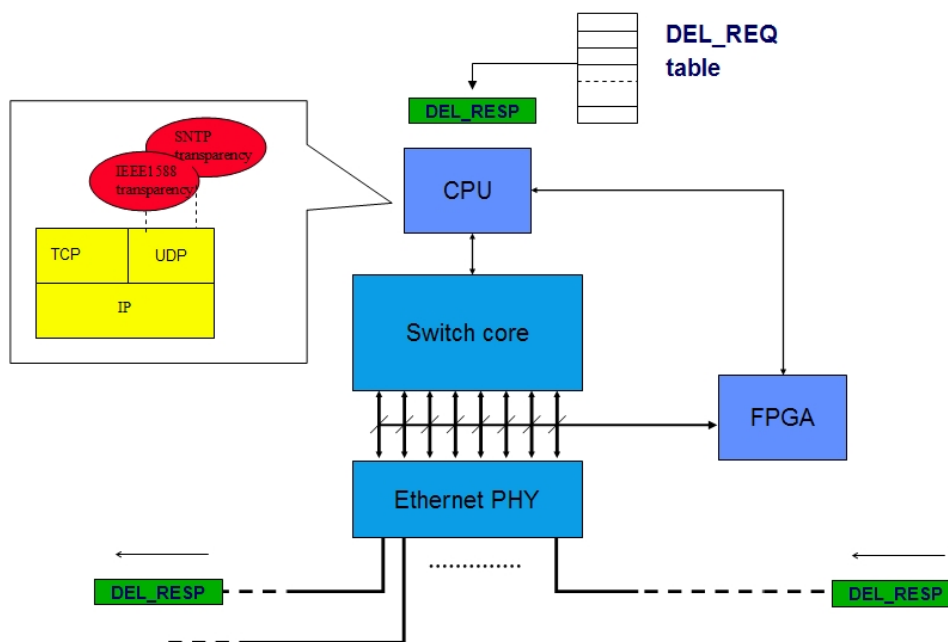 DEL_REQ
table
DEL_RESP
SNTP
transparency
IEEE1588
transparency
CPU
TCP
UDP
IP
Switch core
FPGA
Ethernet PHY
DEL_RESP
DEL_RESP